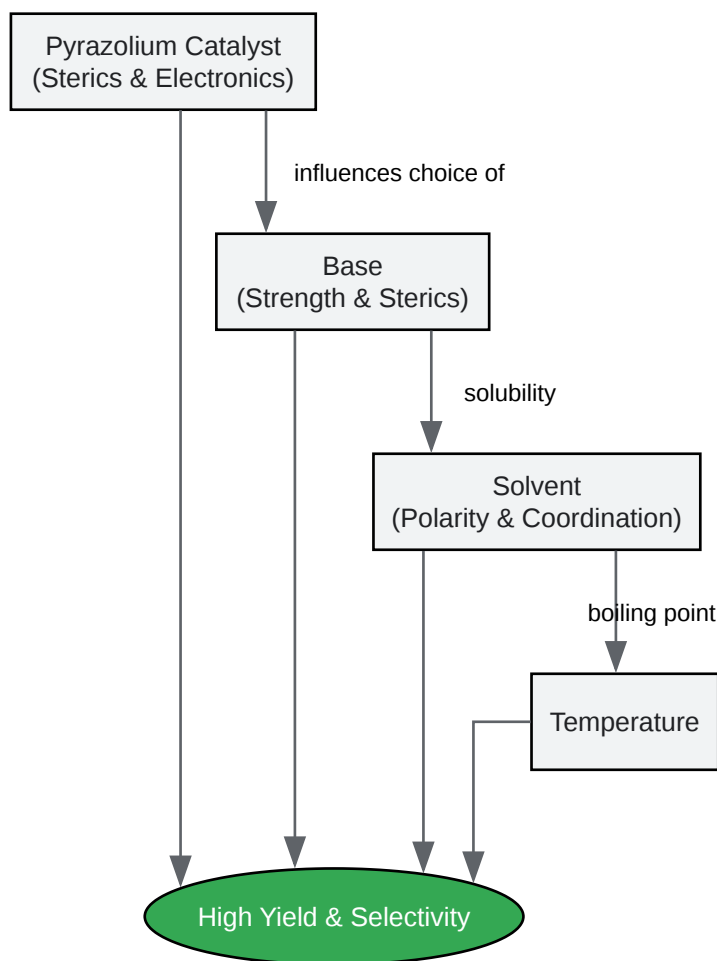 Pyrazolium Catalyst
(Sterics & Electronics)
influences choice of
Base
(Strength & Sterics)
solubility
Solvent
(Polarity & Coordination)
boiling point
Temperature
High Yield & Selectivity